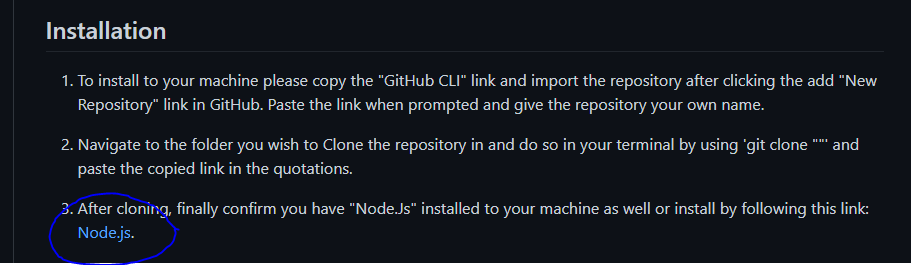 Installation
1. To install to your machine please copy the "GitHub CLI" link and import the repository after clicking the add "New
Repository" link in GitHub. Paste the link when prompted and give the repository your own name.
2. Navigate to the folder you wish to Clone the repository in and do so in your terminal by using 'git clone ""' and
paste the copied link in the quotations.
3. After cloning, finally confirm you have "Node.Js" installed to your machine as well or install by following this link:
Node.js.